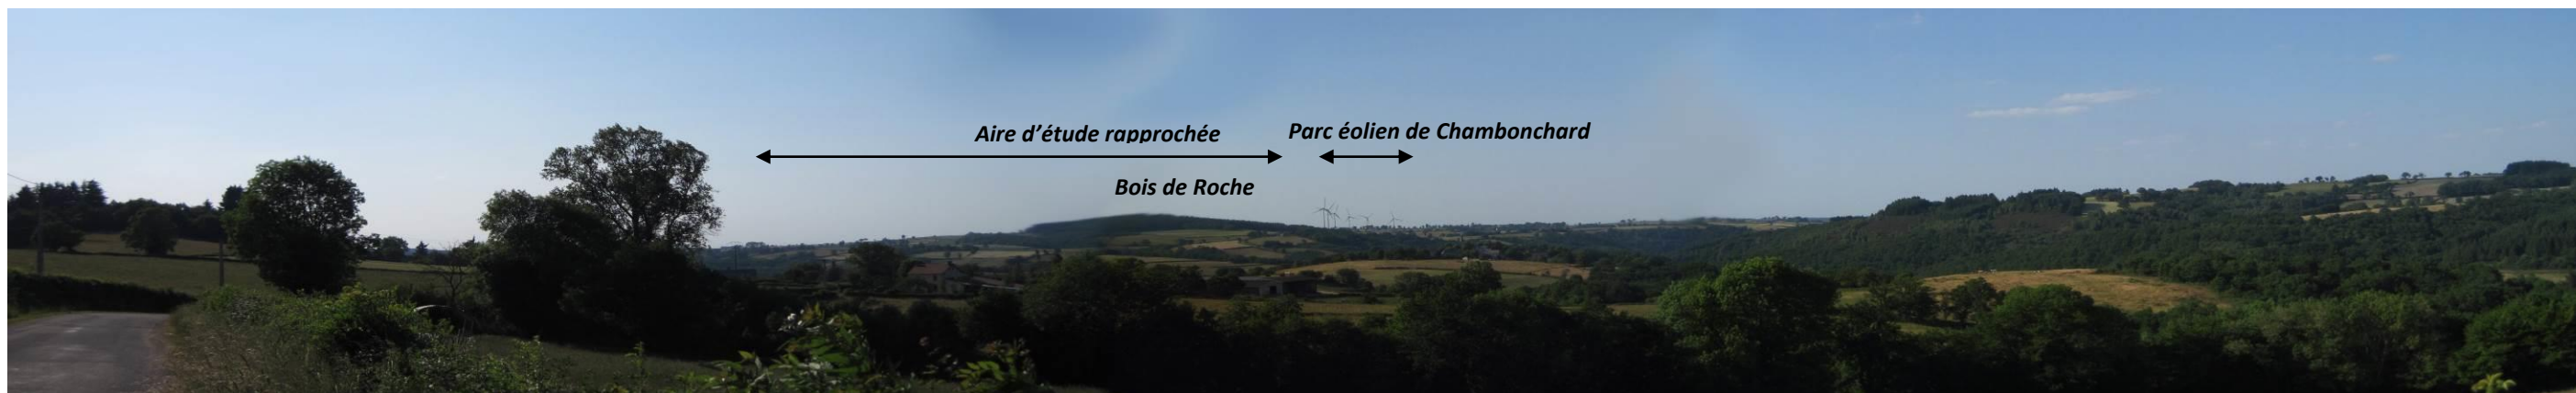 Aire d'étude rapprochée
Parc éolien de Chambonchard
Bois de Roche